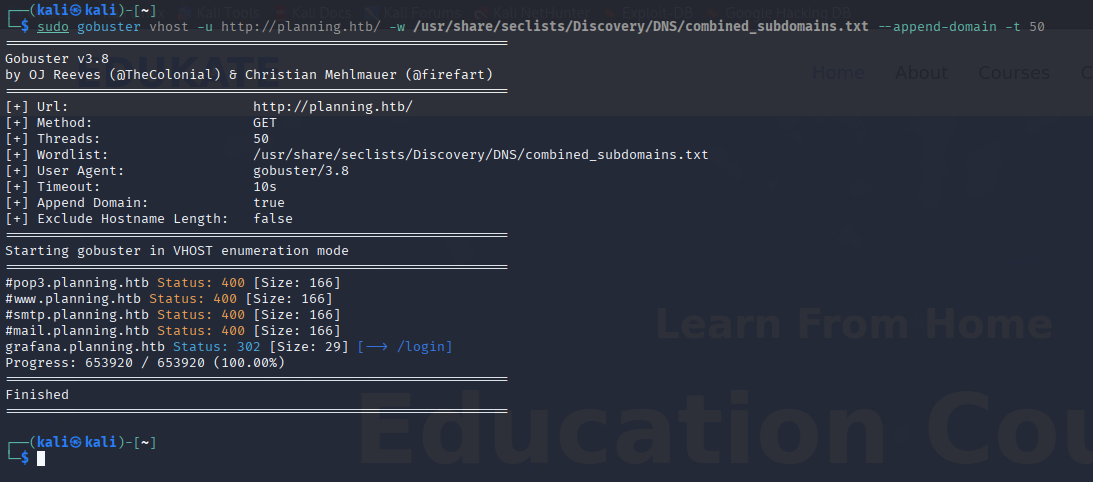 Kali Tools Kali Docs Kali Forums Kali NetHunter Exploit-DB DB
┌──(kali㉿kali)-[~]
└─$ sudo gobuster vhost -u http://planning.htb/ -w /usr/share/seclists/Discovery/DNS/combined_subdomains.txt --append-domain -t 50
===============================================================
Gobuster v3.8
by OJ Reeves (@TheColonial) & Christian Mehlmauer (@firefart)
EDUKATE
Home About Courses
===============================================================
[+] Url: http://planning.htb/
[+] Method: GET
[+] Threads: 50
[+] Wordlist: /usr/share/seclists/Discovery/DNS/combined_subdomains.txt
[+] User Agent: gobuster/3.8
[+] Timeout: 10s
[+] Append Domain: true
[+] Exclude Hostname Length: false
===============================================================
Starting gobuster in VHOST enumeration mode
===============================================================
#pop3.planning.htb Status: 400 [Size: 166]
#www.planning.htb Status: 400 [Size: 166]
#smtp.planning.htb Status: 400 [Size: 166]
#mail.planning.htb Status: 400 [Size: 166]
grafana.planning.htb Status: 302 [Size: 29] [--> /login]
Learn From Home
Progress: 653920 / 653920 (100.00%)
===============================================================
Finished
===============================================================
Education Cou
┌──(kali㉿kali)-[~]
└─$